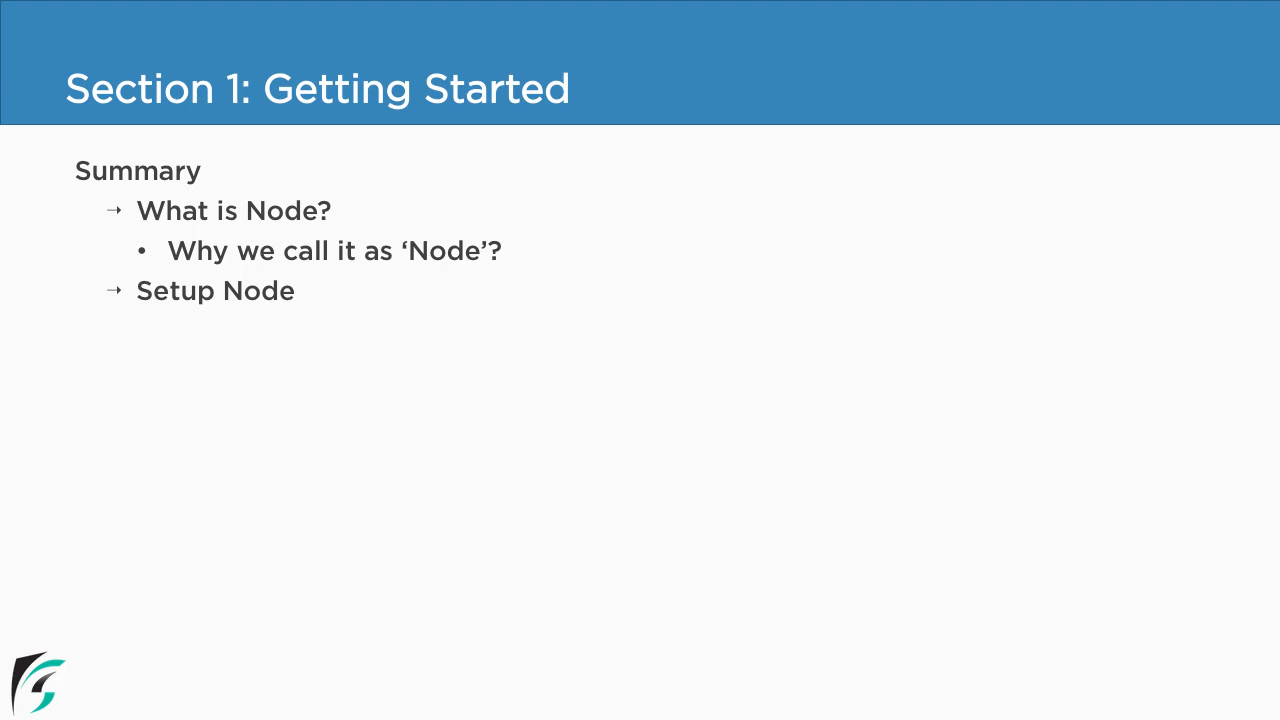 Section 1: Getting Started
Summary
➝ What is Node?
• Why we call it as ‘Node’?
➝ Setup Node